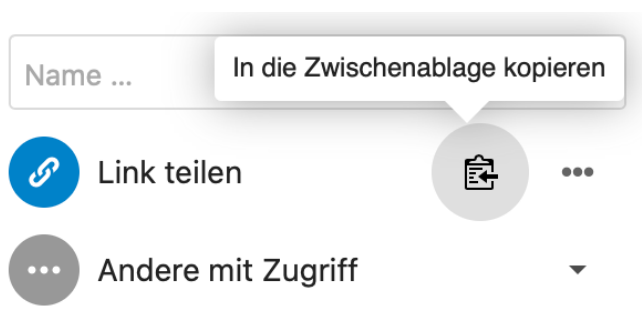 In die Zwischenablage kopieren
Name ...
Link teilen
Andere mit Zugriff